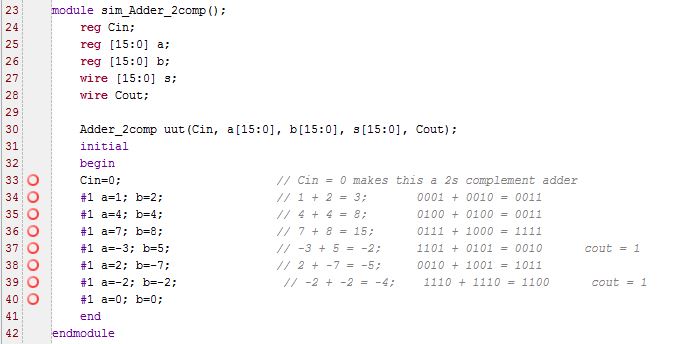 23 module sim_Adder_2comp();
24 reg Cin;
25 reg [15:0] a;
26 reg [15:0] b;
27 wire [15:0] s;
28 wire Cout;
29
30 Adder_2comp uut(Cin, a[15:0], b[15:0], s[15:0], Cout);
31 initial
32 begin
33 Cin=0; // Cin = 0 makes this a 2s complement adder
34 #1 a=1; b=2; // 1 + 2 = 3; 0001 + 0010 = 0011
35 #1 a=4; b=4; // 4 + 4 = 8; 0100 + 0100 = 0011
36 #1 a=7; b=8; // 7 + 8 = 15; 0111 + 1000 = 1111
37 #1 a=-3; b=5; // -3 + 5 = -2; 1101 + 0101 = 0010 cout = 1
38 #1 a=2; b=-7; // 2 + -7 = -5; 0010 + 1001 = 1011
39 #1 a=-2; b=-2; // -2 + -2 = -4; 1110 + 1110 = 1100 cout = 1
40 #1 a=0; b=0;
41 end
42 endmodule